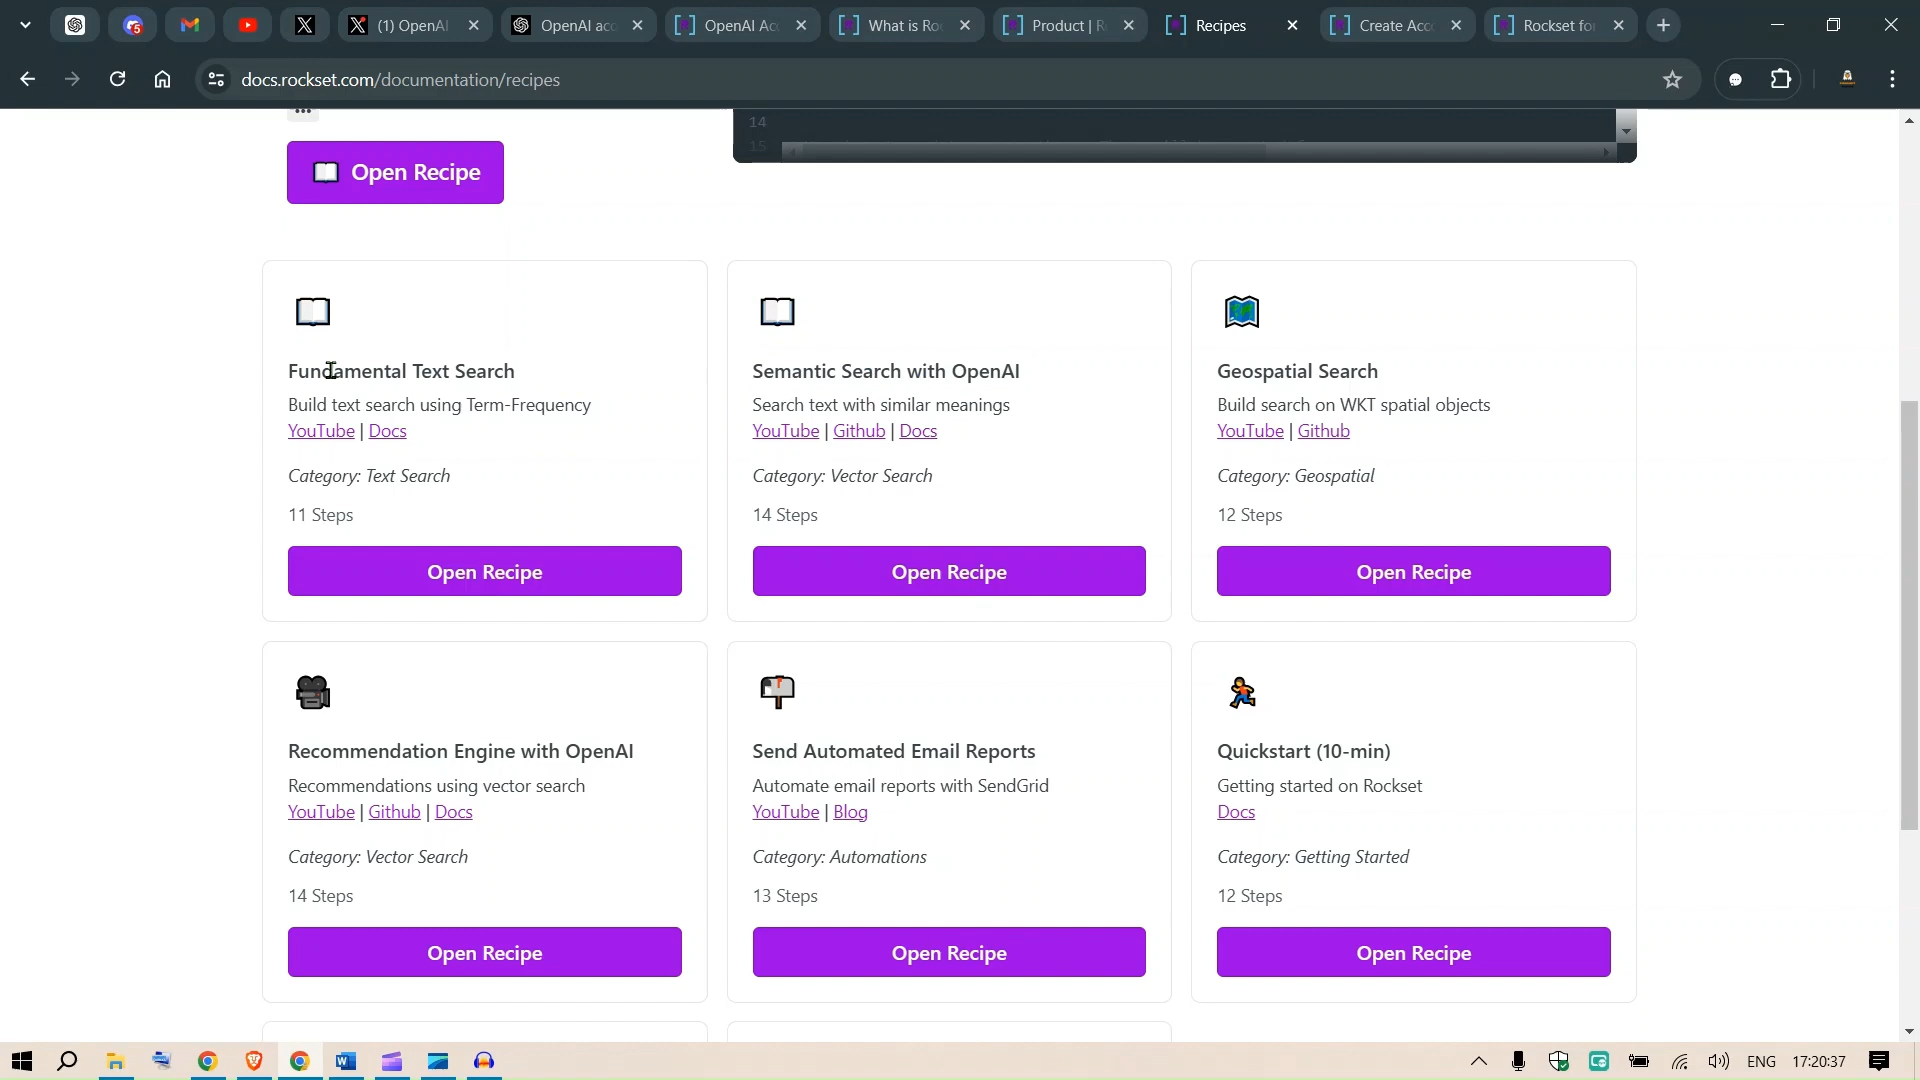 5
(1) OpenAI
OpenAI acc
OpenAI Ac
What is Ro
Product | R
Recipes
Create Acc
Rockset for
docs.rockset.com/documentation/recipes
14
15
Open Recipe
Fundamental Text Search
Build text search using Term-Frequency
YouTube | Docs
Category: Text Search
11 Steps
Open Recipe
Semantic Search with OpenAI
Search text with similar meanings
YouTube | Github | Docs
Category: Vector Search
14 Steps
Open Recipe
Geospatial Search
Build search on WKT spatial objects
YouTube | Github
Category: Geospatial
12 Steps
Open Recipe
Recommendation Engine with OpenAI
Recommendations using vector search
YouTube | Github | Docs
Category: Vector Search
14 Steps
Open Recipe
Send Automated Email Reports
Automate email reports with SendGrid
YouTube | Blog
Category: Automations
13 Steps
Open Recipe
Quickstart (10-min)
Getting started on Rockset
Docs
Category: Getting Started
12 Steps
Open Recipe
ENG
17:20:37